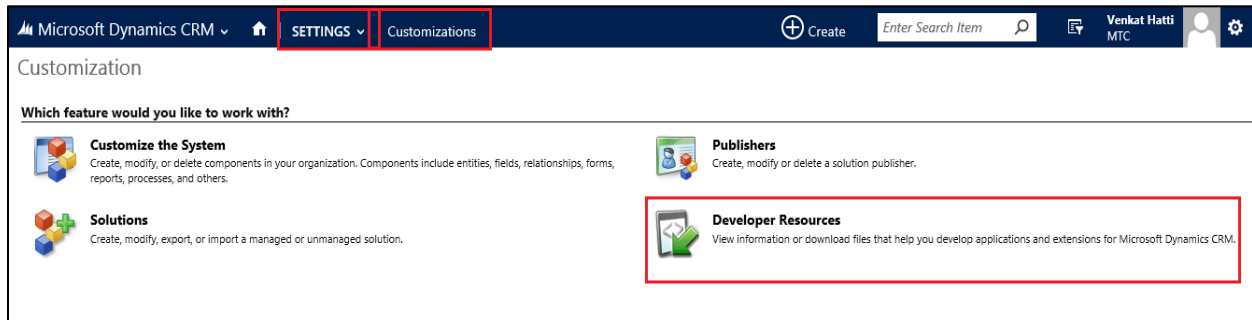 Microsoft Dynamics CRM SETTINGS Customizations Create Enter Search Item Venkat Hatti
MTC
Customization
Which feature would you like to work with?
Customize the System
Create, modify, or delete components in your organization. Components include entities, fields, relationships, forms,
reports, processes, and others.
Publishers
Create, modify or delete a solution publisher.
Solutions
Create, modify, export, or import a managed or unmanaged solution.
Developer Resources
View information or download files that help you develop applications and extensions for Microsoft Dynamics CRM.